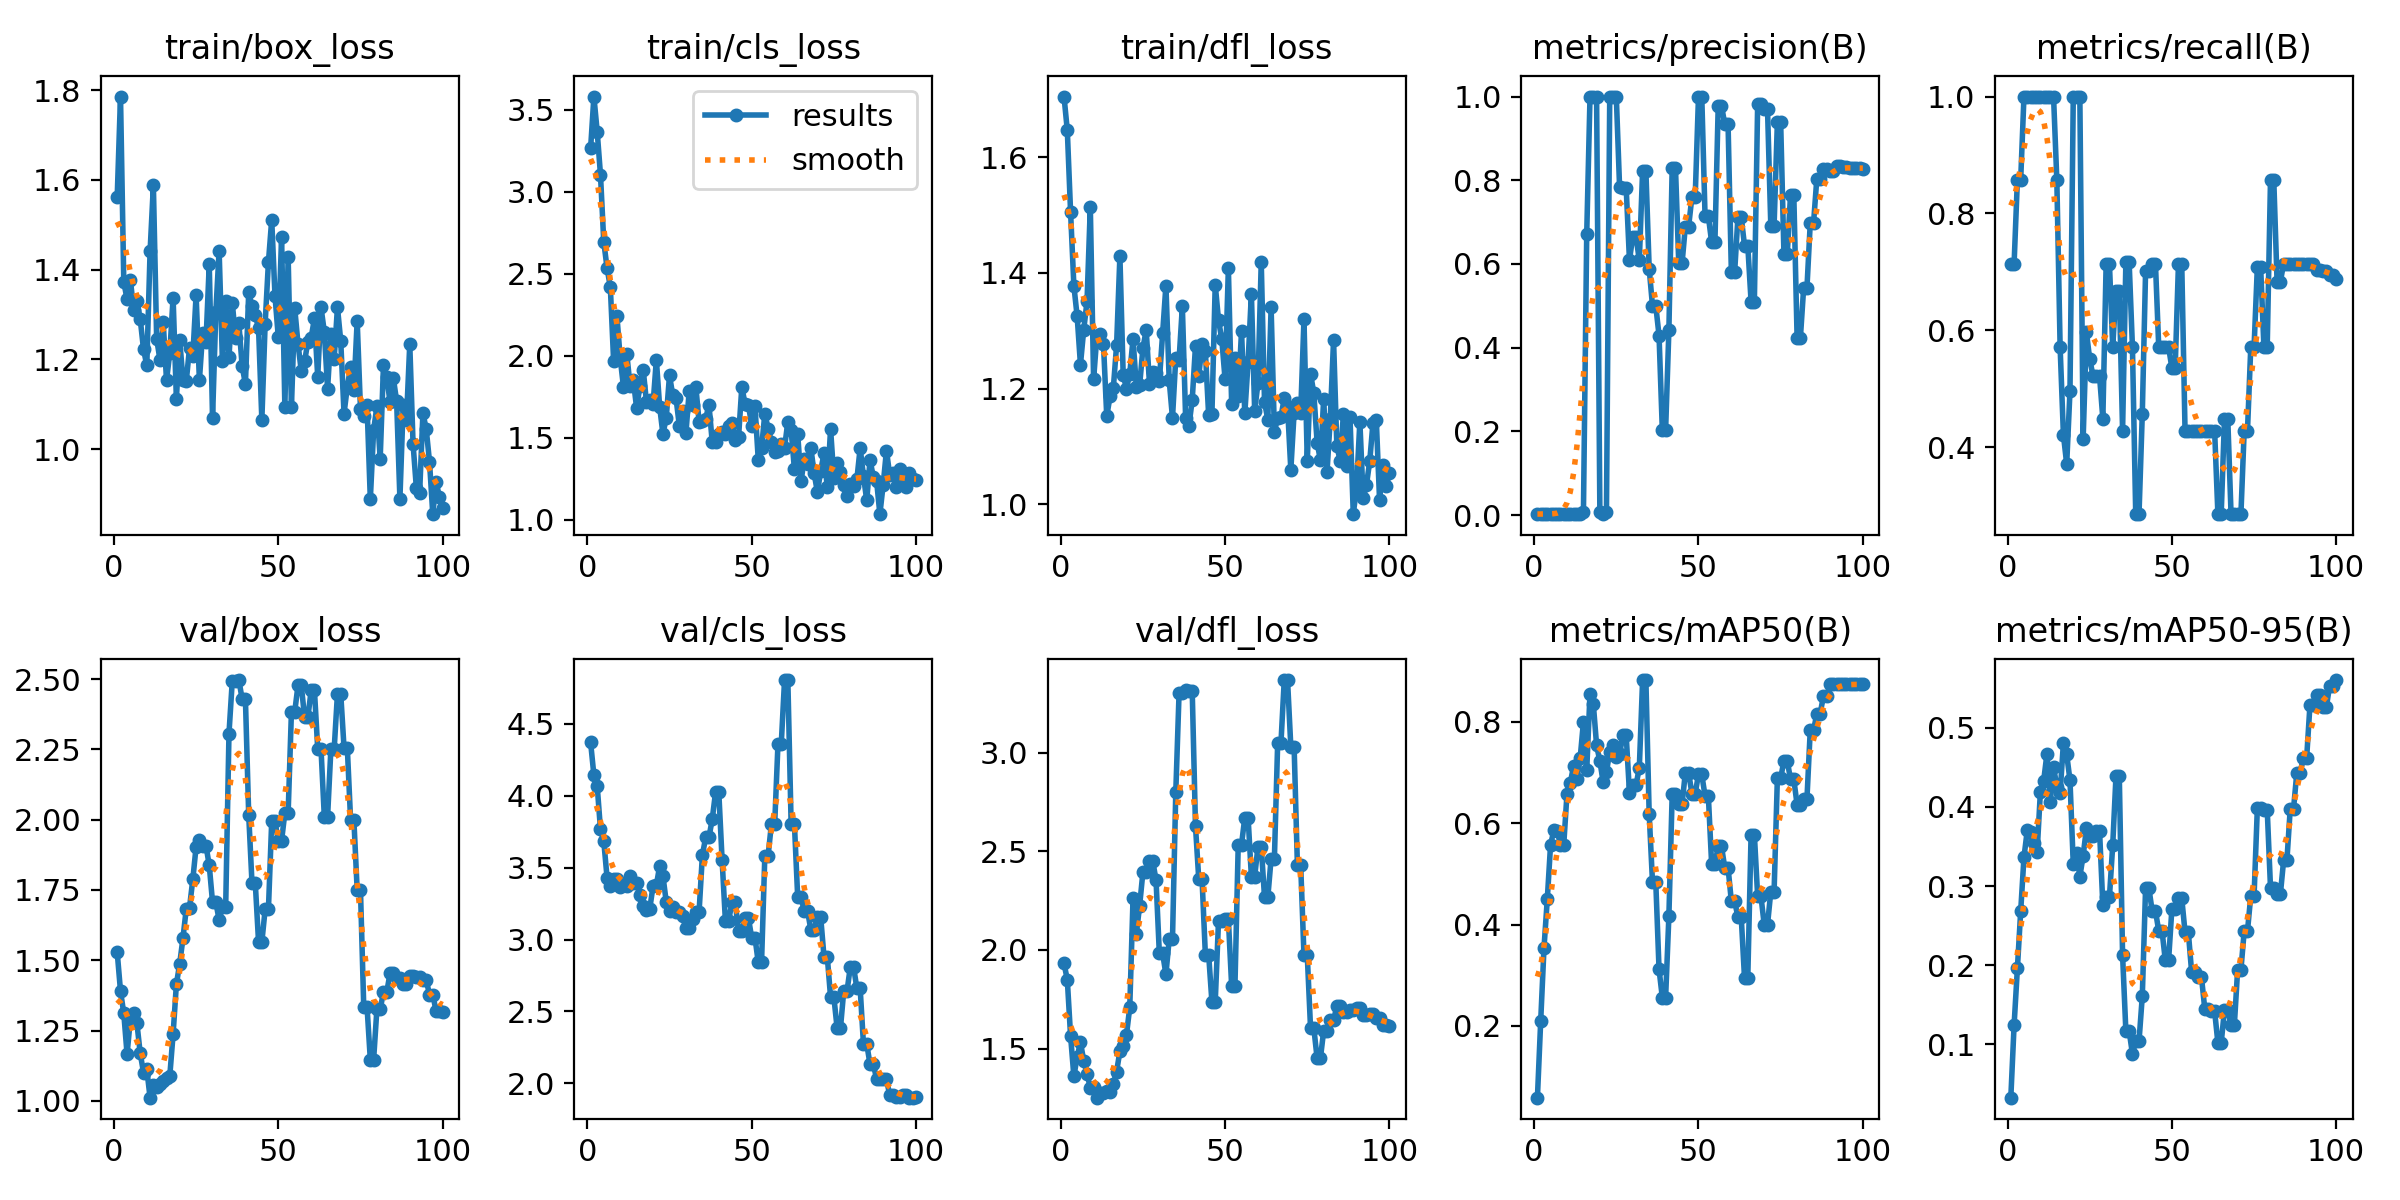 train/box_loss
1.8
1.6
1.4
1.2
1.0
0 50 100
train/cls_loss
results
smooth
3.5
3.0
2.5
2.0
1.5
1.0
0 50 100
train/dfl_loss
1.6
1.4
1.2
1.0
0 50 100
metrics/precision(B)
1.0
0.8
0.6
0.4
0.2
0.0
0 50 100
metrics/recall(B)
1.0
0.8
0.6
0.4
0 50 100
val/box_loss
2.50
2.25
2.00
1.75
1.50
1.25
1.00
0 50 100
val/cls_loss
4.5
4.0
3.5
3.0
2.5
2.0
0 50 100
val/dfl_loss
3.0
2.5
2.0
1.5
0 50 100
metrics/mAP50(B)
0.8
0.6
0.4
0.2
0 50 100
metrics/mAP50-95(B)
0.5
0.4
0.3
0.2
0.1
0 50 100